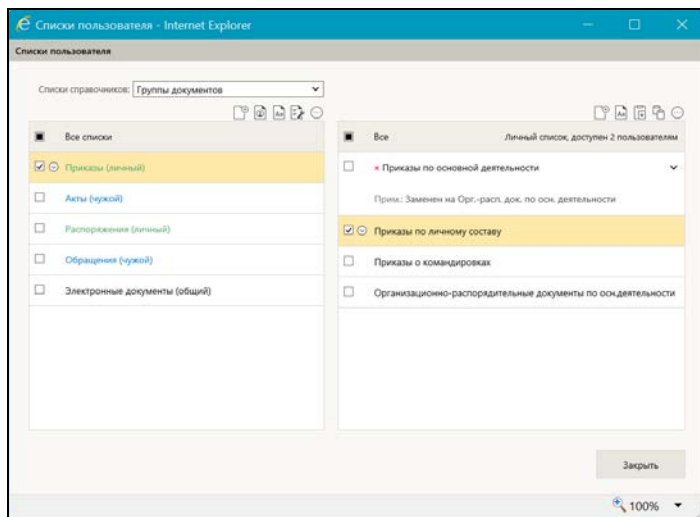 Списки пользователя - Internet Explorer
Списки пользователя
Списки справочников: Группы документов
Все списки
Приказы (личный)
Акты (чужой)
Распоряжения (личный)
Обращения (чужой)
Электронные документы (общий)
Все Личный список, доступен 2 пользователям
* Приказы по основной деятельности
Прим.: Заменен на Орг.-расп. док. по осн. деятельности
Приказы по личному составу
Приказы о командировках
Организационно-распорядительные документы по осн.деятельности
Закрыть
100%